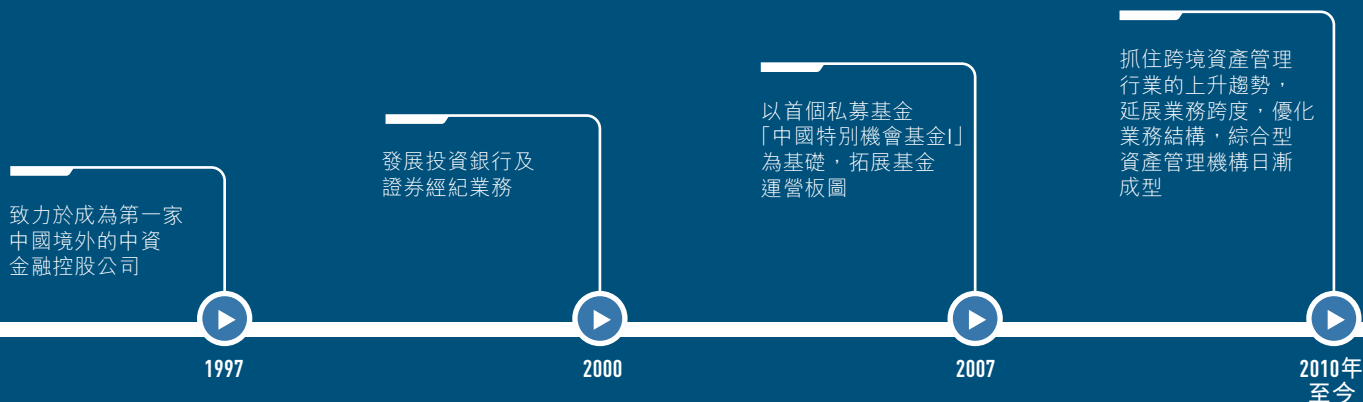 致力於成為第一家
中國境外的中資
金融控股公司
1997
發展投資銀行及
證券經紀業務
2000
以首個私募基金
「中國特別機會基金I」
為基礎，拓展基金
運營板圖
2007
抓住跨境資產管理
行業的上升趨勢，
延展業務跨度，優化
業務結構，綜合型
資產管理機構日漸
成型
2010年
至今